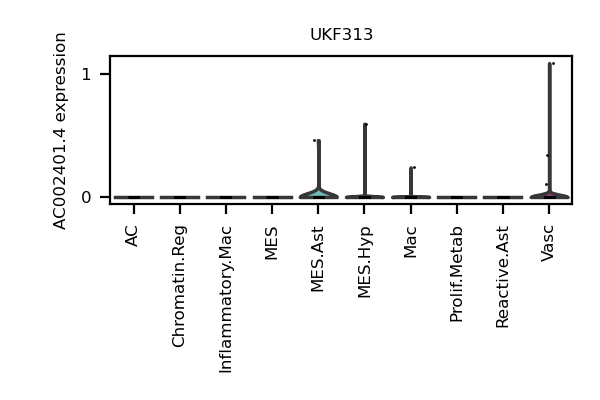 UKF313
AC002401.4 expression
1
0
AC
Chromatin.Reg
Inflammatory.Mac
MES
MES.Ast
MES.Hyp
Mac
Prolif.Metab
Reactive.Ast
Vasc